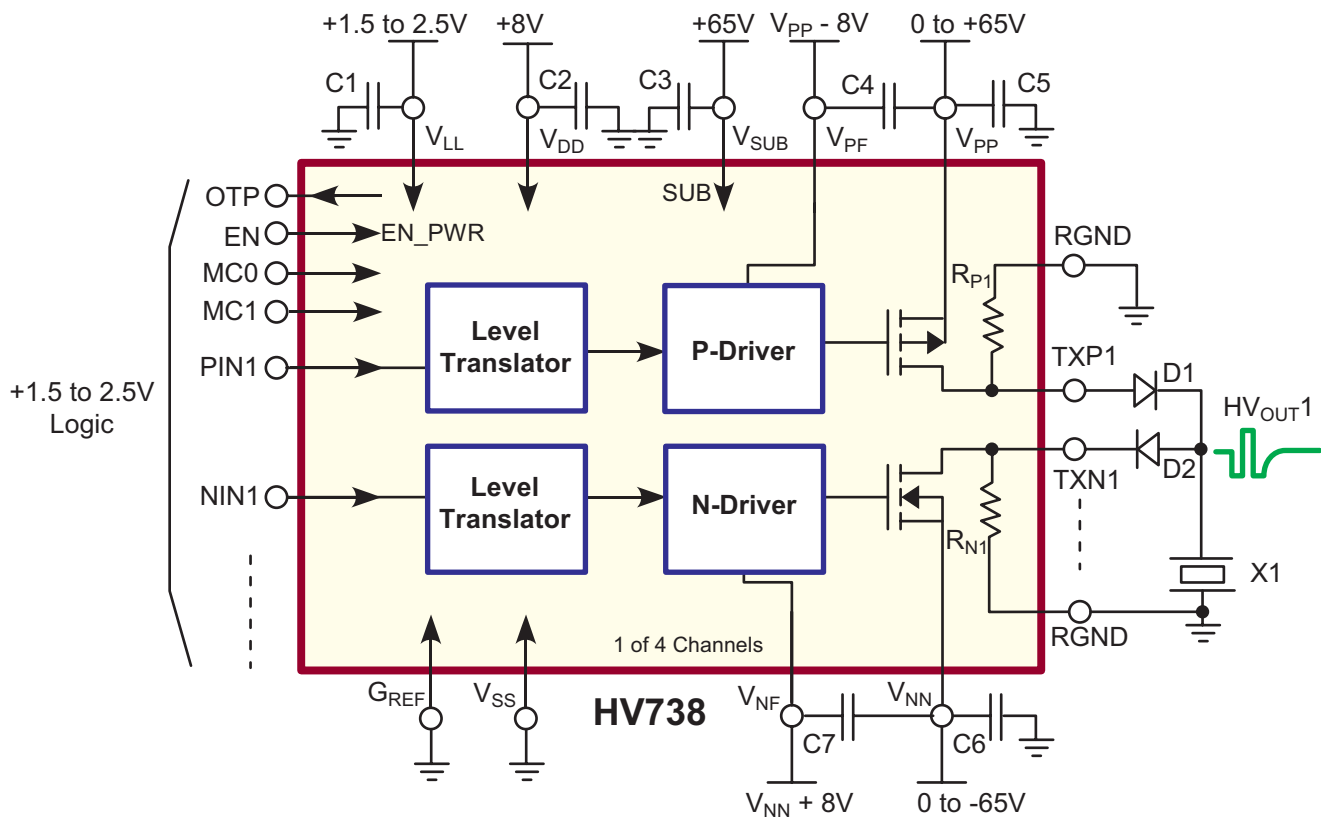 +1.5 to 2.5V
+8V
+65V
VPP - 8V
0 to +65V
C1
C2
C3
C4
C5
VLL
VDD
VSUB
VPF
VPP
OTP
SUB
EN
EN_PWR
RGND
MC0
RP1
MC1
Level
Translator
P-Driver
PIN1
TXP1
D1
+1.5 to 2.5V
Logic
HVOUT1
D2
TXN1
NIN1
Level
Translator
N-Driver
RN1
X1
RGND
1 of 4 Channels
GREF
VSS
HV738
VNF
VNN
C7
C6
VNN + 8V
0 to -65V